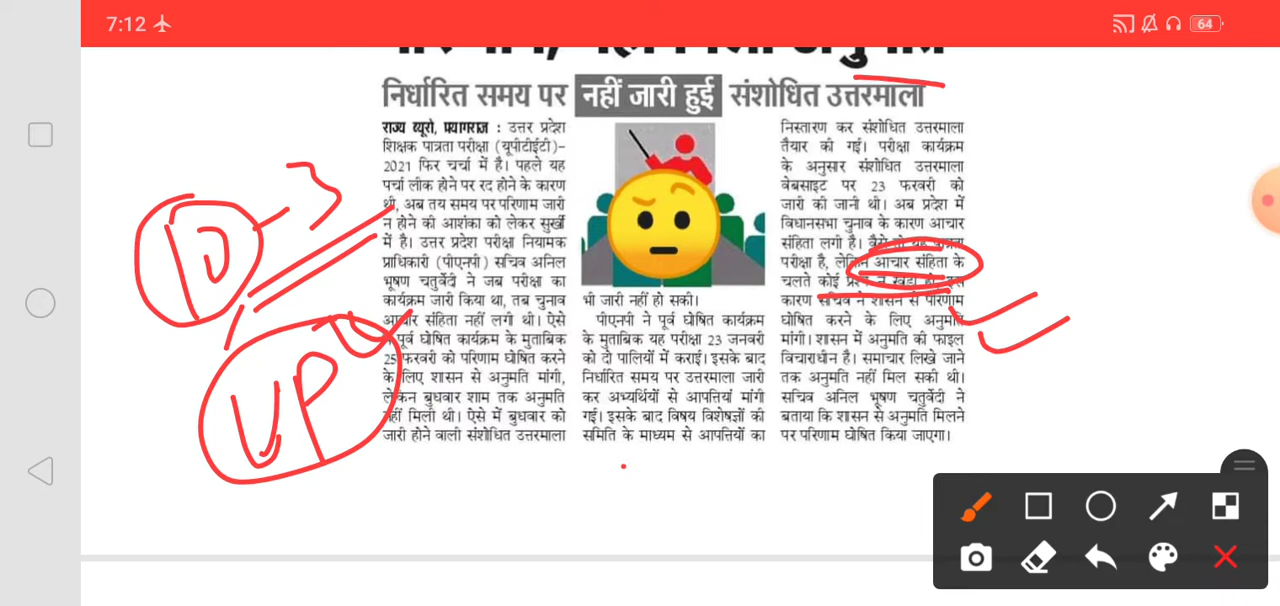 7:12
64
निर्धारित समय पर नहीं जारी हुई संशोधित उत्तरमाला
राज्य ब्यूरो, प्रयागराज : उत्तर प्रदेश
शिक्षक पात्रता परीक्षा (यूपीटीईटी)-
2021 फिर चर्चा में है। पहले यह
पर्चा लीक होने पर रद होने के कारण
थी, अब तय समय पर परिणाम जारी
न होने की आशंका को लेकर सुर्खी
में है। उत्तर प्रदेश परीक्षा नियामक
प्राधिकारी (पीएनपी) सचिव अनिल
भूषण चतुर्वेदी ने जब परीक्षा का
कार्यक्रम जारी किया था, तब चुनाव
आचार संहिता नहीं लगी थी। ऐसे
पूर्व घोषित कार्यक्रम के मुताबिक
25 फरवरी को परिणाम घोषित करने
के लिए शासन से अनुमति मांगी,
लेकिन बुधवार शाम तक अनुमति
नहीं मिली थी। ऐसे में बुधवार को
जारी होने वाली संशोधित उत्तरमाला
भी जारी नहीं हो सकी।
पीएनपी ने पूर्व घोषित कार्यक्रम
के मुताबिक यह परीक्षा 23 जनवरी
को दो पालियों में कराई। इसके बाद
निर्धारित समय पर उत्तरमाला जारी
कर अभ्यर्थियों से आपत्तियां मांगी
गई। इसके बाद विषय विशेषज्ञों की
समिति के माध्यम से आपत्तियों का
निस्तारण कर संशोधित उत्तरमाला
तैयार की गई। परीक्षा कार्यक्रम
के अनुसार संशोधित उत्तरमाला
वेबसाइट पर 23 फरवरी को
जारी की जानी थी। अब प्रदेश में
विधानसभा चुनाव के कारण आचार
संहिता लगी है। वैसे तो यह पात्रता
परीक्षा है, लेकिन आचार संहिता के
चलते कोई प्रश्न न खड़ा हो, इस
कारण सचिव ने शासन से परिणाम
घोषित करने के लिए अनुमति
मांगी। शासन में अनुमति की फाइल
विचाराधीन है। समाचार लिखे जाने
तक अनुमति नहीं मिल सकी थी।
सचिव अनिल भूषण चतुर्वेदी ने
बताया कि शासन से अनुमति मिलने
पर परिणाम घोषित किया जाएगा।
UP